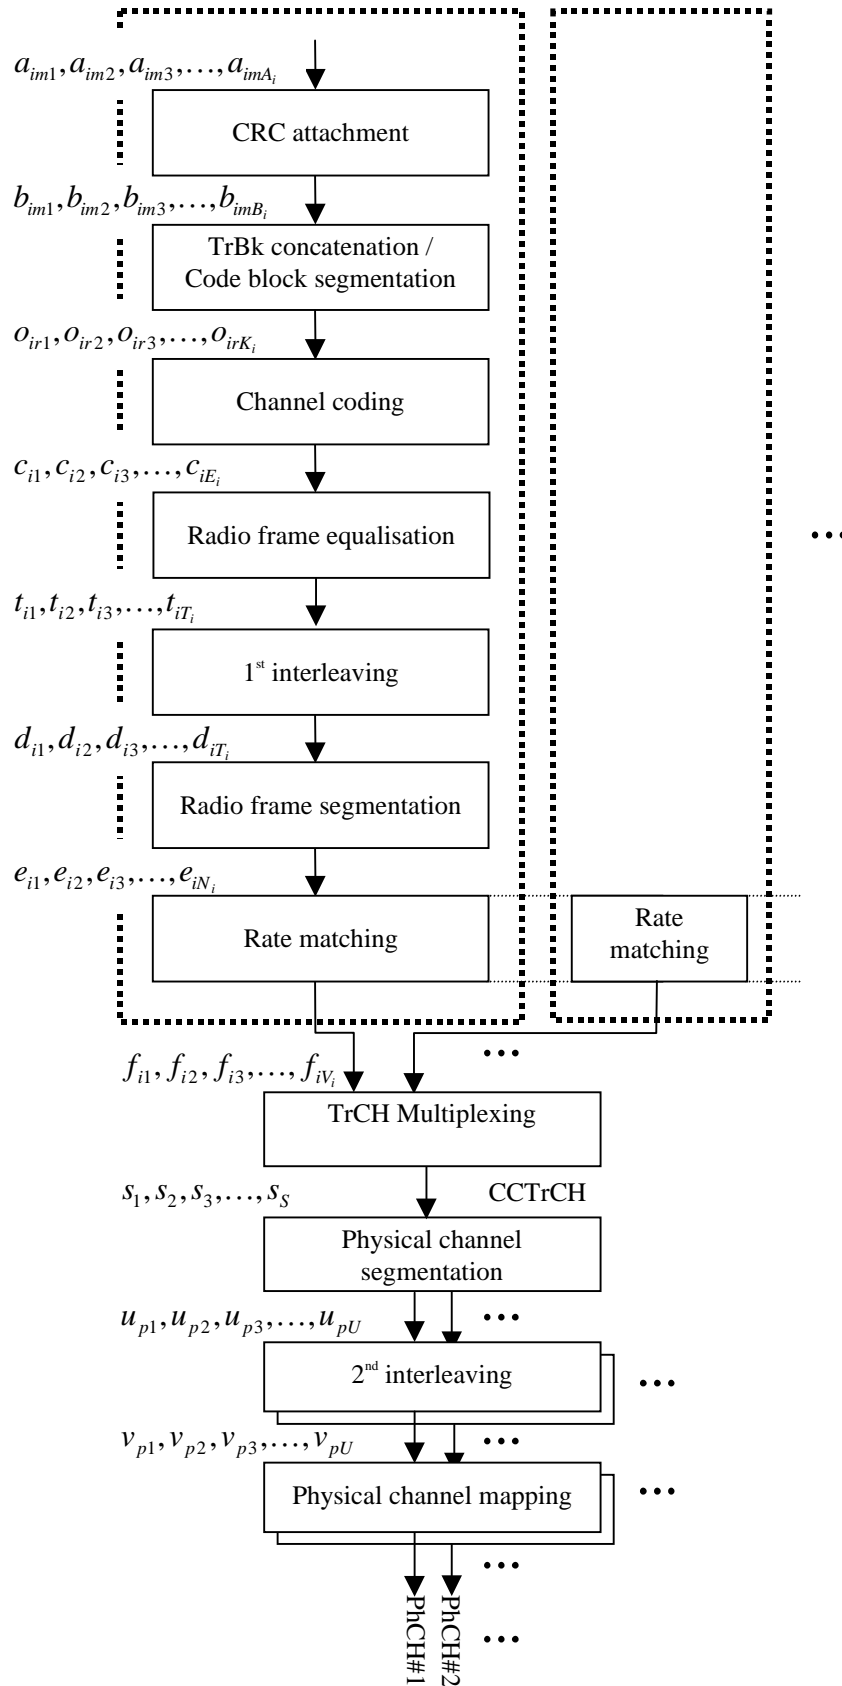 a_{im1}, a_{im2}, a_{im3}, …, a_{imA_i}
CRC attachment
b_{im1}, b_{im2}, b_{im3}, …, b_{imB_i}
TrBk concatenation /
Code block segmentation
o_{ir1}, o_{ir2}, o_{ir3}, …, o_{irK_i}
Channel coding
c_{i1}, c_{i2}, c_{i3}, …, c_{iE_i}
Radio frame equalisation
…
t_{i1}, t_{i2}, t_{i3}, …, t_{iT_i}
1^{st} interleaving
d_{i1}, d_{i2}, d_{i3}, …, d_{iT_i}
Radio frame segmentation
e_{i1}, e_{i2}, e_{i3}, …, e_{iN_i}
Rate matching
Rate
matching
…
f_{i1}, f_{i2}, f_{i3}, …, f_{iV_i}
TrCH Multiplexing
s_1, s_2, s_3, …, s_S
CCTrCH
Physical channel
segmentation
u_{p1}, u_{p2}, u_{p3}, …, u_{pU}
…
2^{nd} interleaving
…
v_{p1}, v_{p2}, v_{p3}, …, v_{pU}
…
Physical channel mapping
…
…
PhCH#1
PhCH#2
…